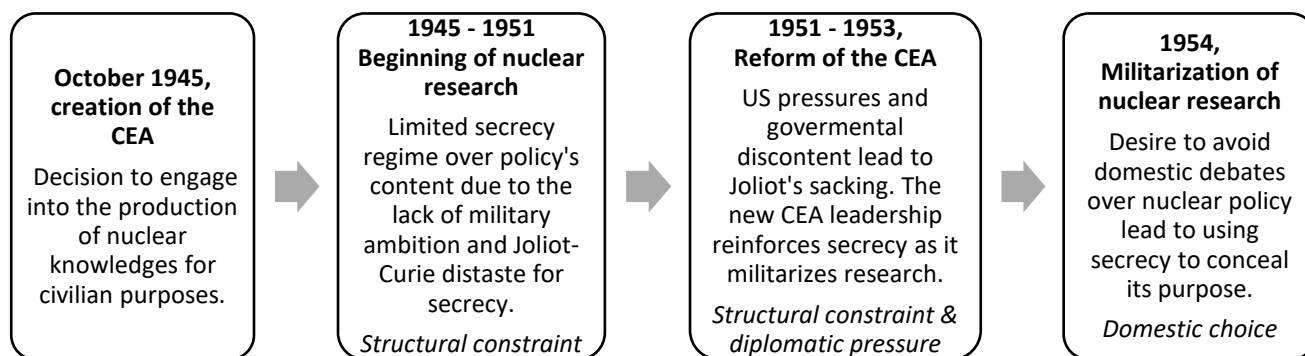 October 1945,
creation of the
CEA
Decision to engage
into the production
of nuclear
knowledges for
civilian purposes.
1945 - 1951
Beginning of nuclear
research
Limited secrecy
regime over policy's
content due to the
lack of military
ambition and Joliot-
Curie distaste for
secrecy.
Structural constraint
1951 - 1953,
Reform of the CEA
US pressures and
govermental
discontent lead to
Joliot's sacking. The
new CEA leadership
reinforces secrecy as it
militarizes research.
Structural constraint &
diplomatic pressure
1954,
Militarization of
nuclear research
Desire to avoid
domestic debates
over nuclear policy
lead to using
secrecy to conceal
its purpose.
Domestic choice